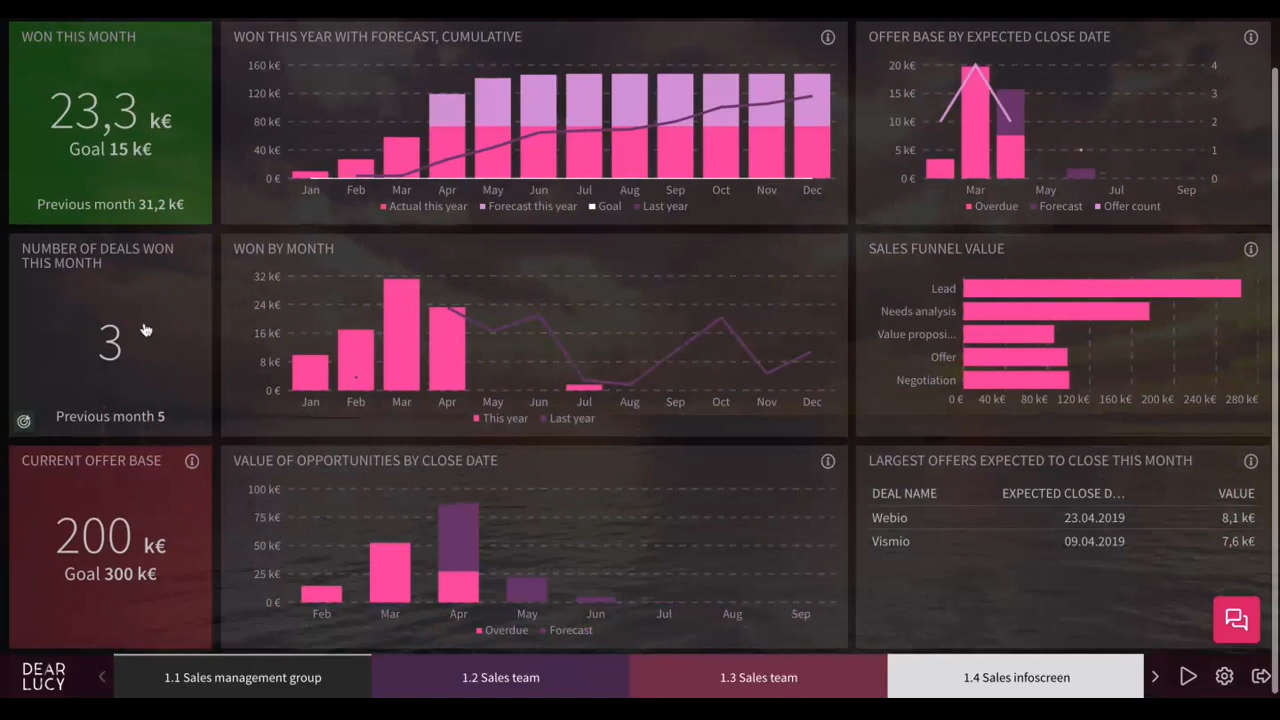 WON THIS MONTH
23,3 k€
Goal 15 k€
Previous month 31,2 k€
WON THIS YEAR WITH FORECAST, CUMULATIVE
160 k€
120 k€
80 k€
40 k€
0 €
Jan Feb Mar Apr May Jun Jul Aug Sep Oct Nov Dec
Actual this year Forecast this year Goal Last year
OFFER BASE BY EXPECTED CLOSE DATE
20 k€ 4
15 k€ 3
10 k€ 2
5 k€ 1
0 € 0
Mar May Jul Sep
Overdue Forecast Offer count
NUMBER OF DEALS WON
THIS MONTH
3
Previous month 5
WON BY MONTH
32 k€
24 k€
16 k€
8 k€
0 €
Jan Feb Mar Apr May Jun Jul Aug Sep Oct Nov Dec
This year Last year
SALES FUNNEL VALUE
Lead
Needs analysis
Value proposi...
Offer
Negotiation
0 € 40 k€ 80 k€ 120 k€ 160 k€ 200 k€ 240 k€ 280 k€
CURRENT OFFER BASE
200 k€
Goal 300 k€
VALUE OF OPPORTUNITIES BY CLOSE DATE
100 k€
75 k€
50 k€
25 k€
0 €
Feb Mar Apr May Jun Jul Aug Sep
Overdue Forecast
LARGEST OFFERS EXPECTED TO CLOSE THIS MONTH
DEAL NAME EXPECTED CLOSE D... VALUE
Webio 23.04.2019 8,1 k€
Vismio 09.04.2019 7,6 k€
DEAR
LUCY
1.1 Sales management group
1.2 Sales team
1.3 Sales team
1.4 Sales infoscreen